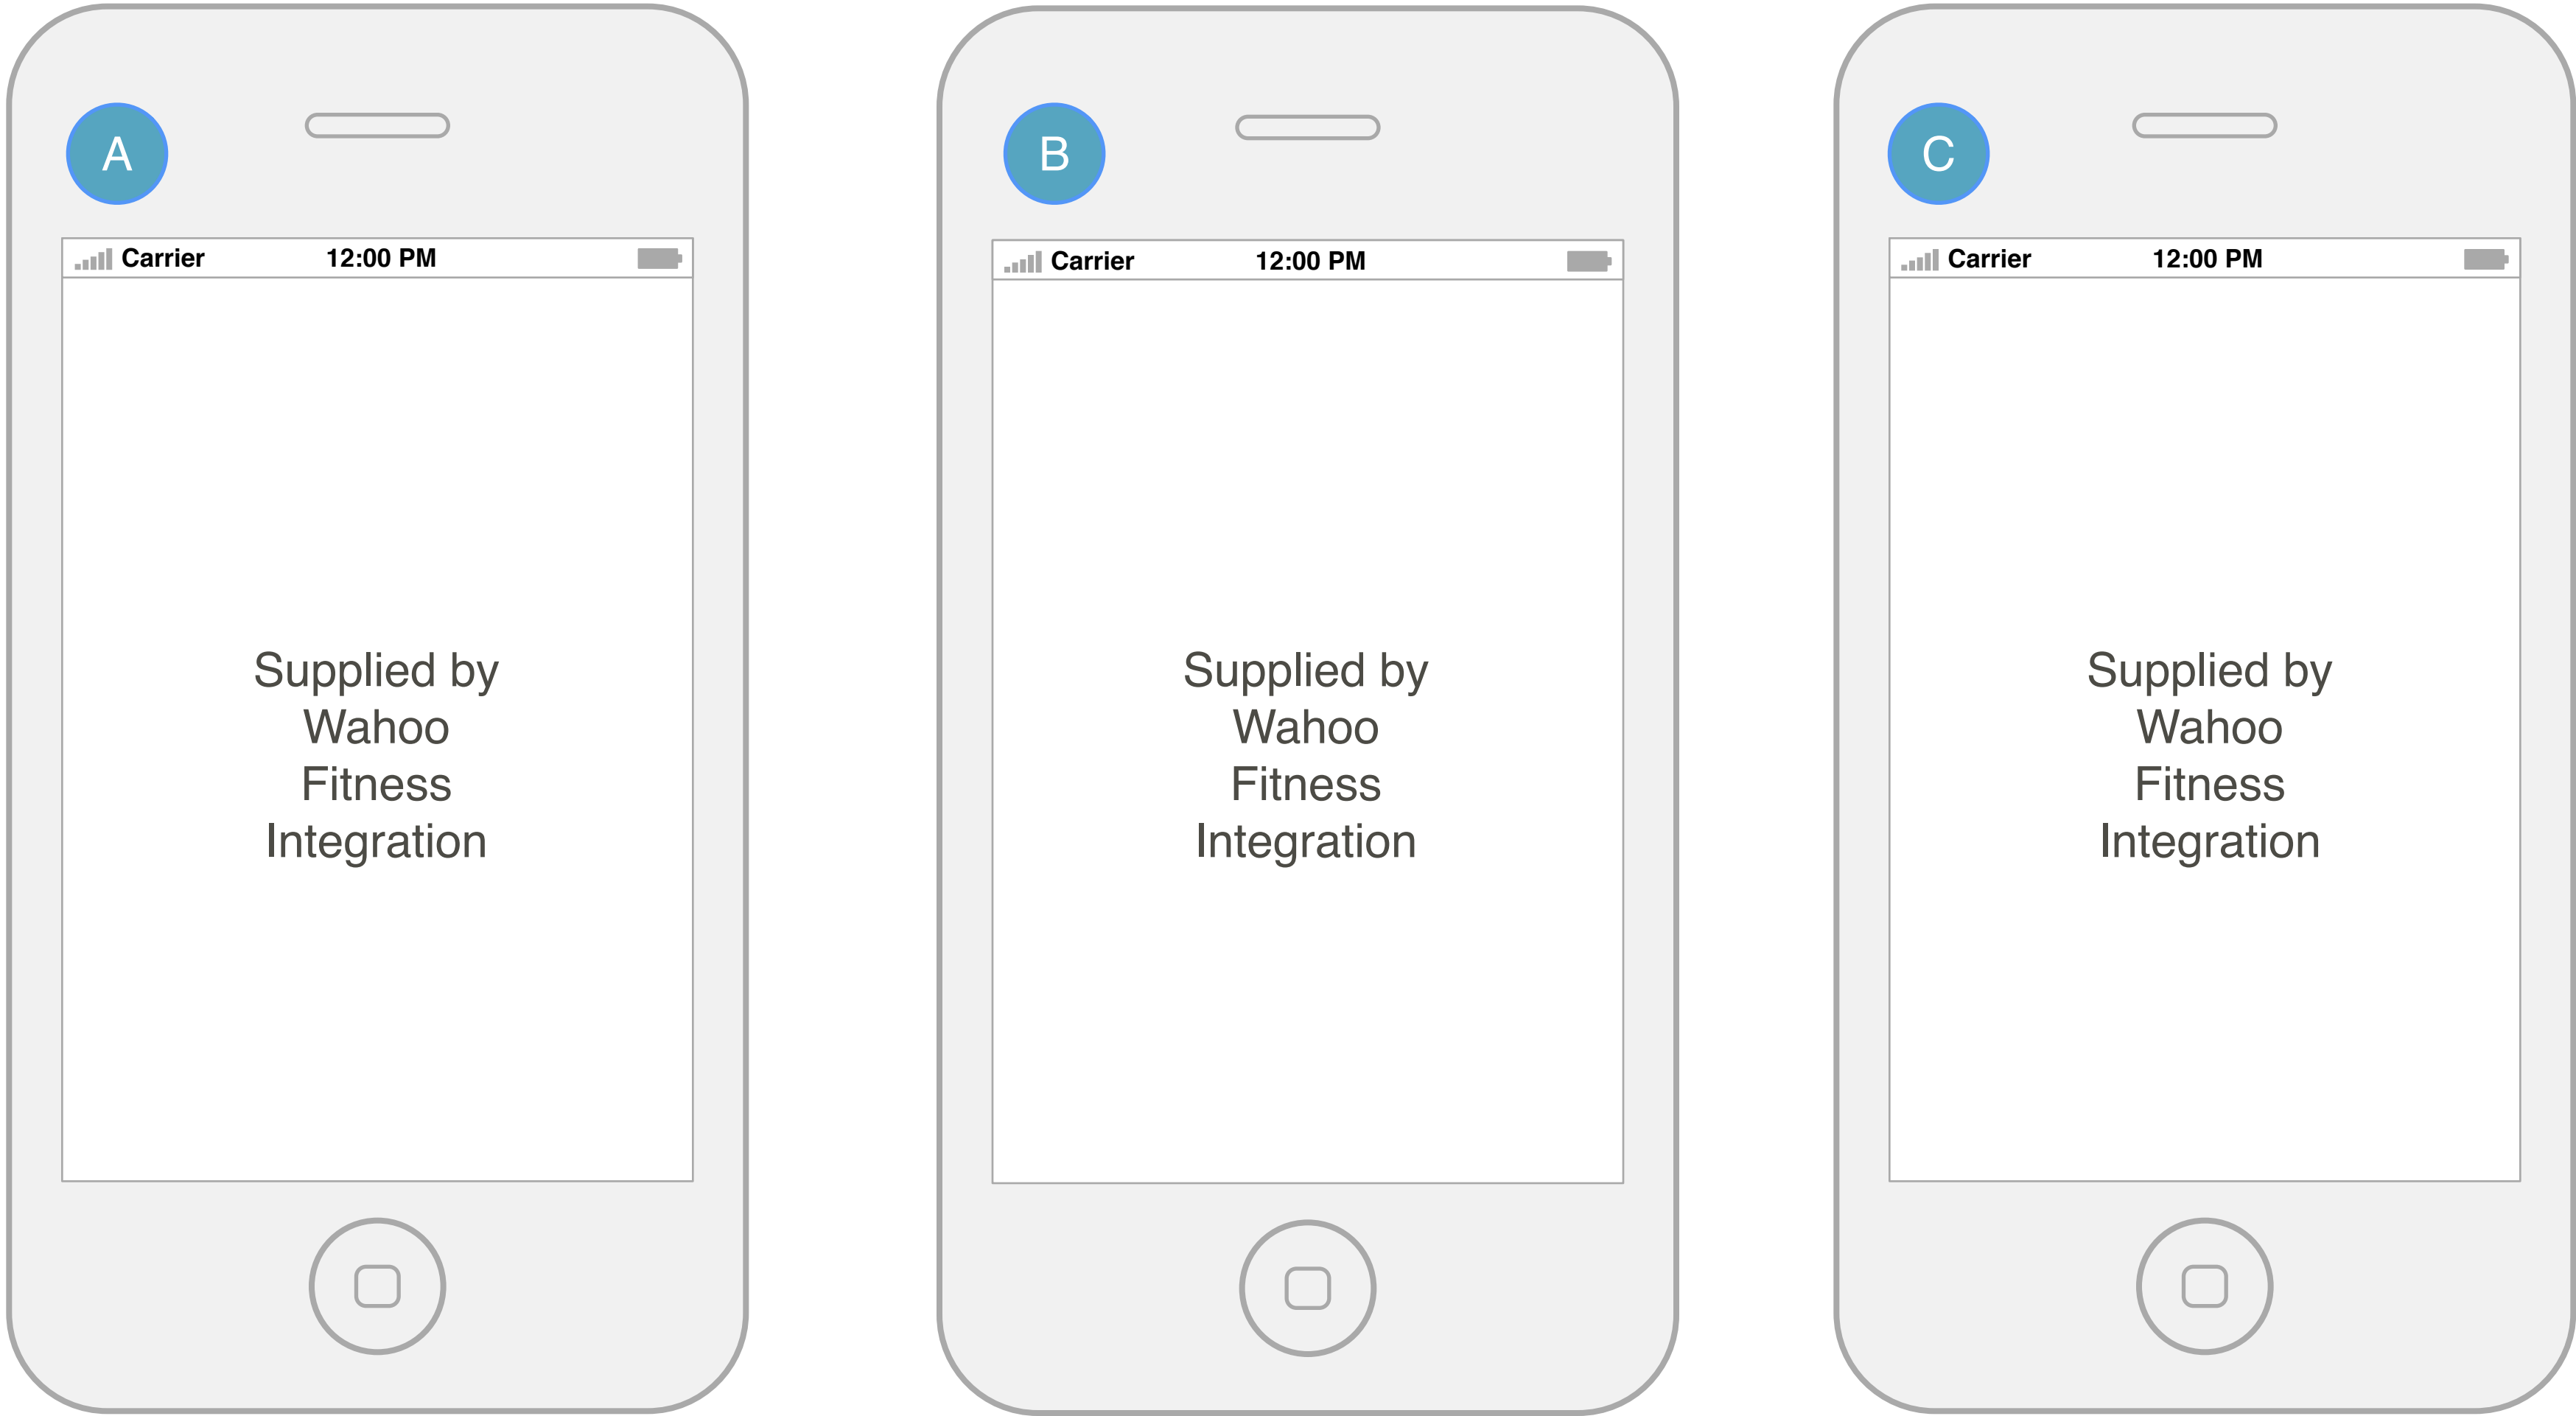 A
Carrier 12:00 PM
Supplied by
Wahoo
Fitness
Integration
B
Carrier 12:00 PM
Supplied by
Wahoo
Fitness
Integration
C
Carrier 12:00 PM
Supplied by
Wahoo
Fitness
Integration